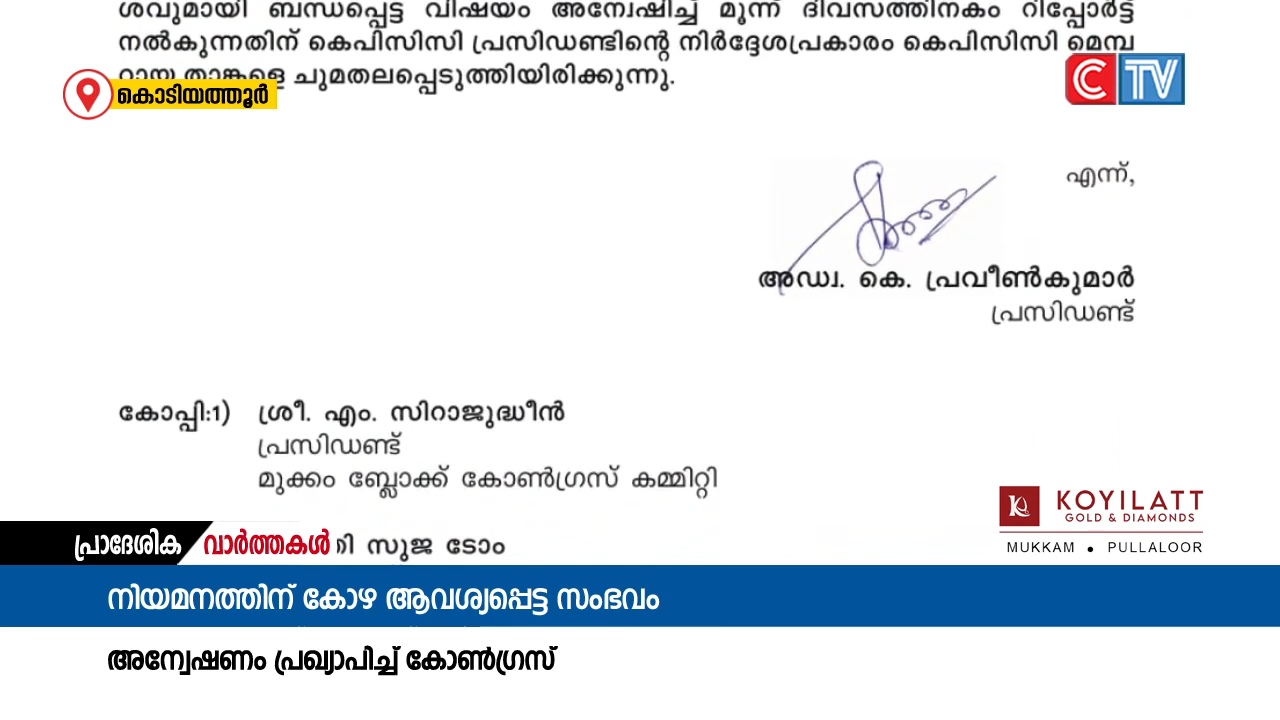 ശവുമായി ബന്ധപ്പെട്ട വിഷയം അന്വേഷിച്ച് മൂന്ന് ദിവസത്തിനകം റിപ്പോർട്ട്
നൽകുന്നതിന് കെപിസിസി പ്രസിഡണ്ടിന്റെ നിർദ്ദേശപ്രകാരം കെപിസിസി മെമ്പ
റായ താങ്കളെ ചുമതലപ്പെടുത്തിയിരിക്കുന്നു.
കൊടിയത്തൂർ
CTV
എന്ന്,
അഡ്വ. കെ. പ്രവീൺകുമാർ
പ്രസിഡണ്ട്
കോപ്പി:1) ശ്രീ. എം. സിറാജുദ്ധീൻ
പ്രസിഡണ്ട്
മുക്കം ബ്ലോക്ക് കോൺഗ്രസ് കമ്മിറ്റി
KOYILATT
GOLD & DIAMONDS
MUKKAM ● PULLALOOR
പ്രാദേശിക വാർത്തകൾ
സുജ ടോം
നിയമനത്തിന് കോഴ ആവശ്യപ്പെട്ട സംഭവം
അന്വേഷണം പ്രഖ്യാപിച്ച് കോൺഗ്രസ്